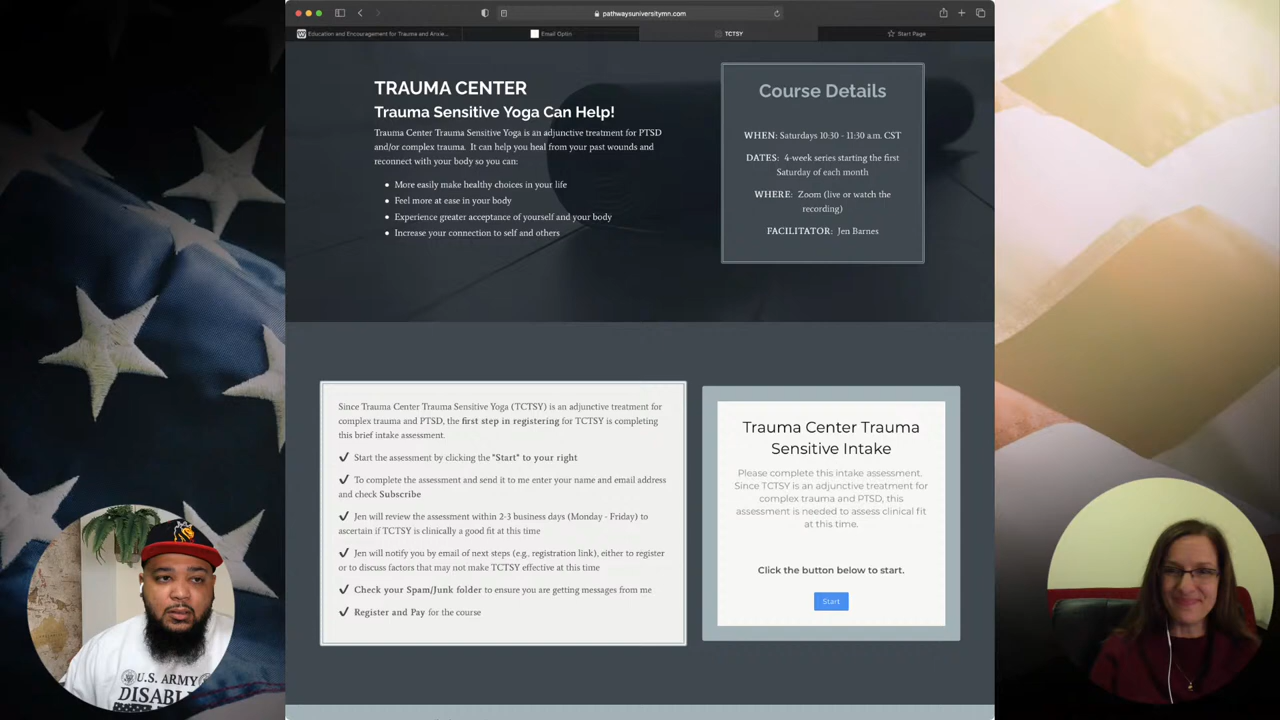 pathwaysuniversitymn.com
Education and Encouragement for Trauma and Anxie...
Email Optin
TCTSY
Start Page
TRAUMA CENTER
Trauma Sensitive Yoga Can Help!
Trauma Center Trauma Sensitive Yoga is an adjunctive treatment for PTSD
and/or complex trauma. It can help you heal from your past wounds and
reconnect with your body so you can:
• More easily make healthy choices in your life
• Feel more at ease in your body
• Experience greater acceptance of yourself and your body
• Increase your connection to self and others
Course Details
WHEN: Saturdays 10:30 - 11:30 a.m. CST
DATES: 4-week series starting the first
Saturday of each month
WHERE: Zoom (live or watch the
recording)
FACILITATOR: Jen Barnes
Since Trauma Center Trauma Sensitive Yoga (TCTSY) is an adjunctive treatment for
complex trauma and PTSD, the first step in registering for TCTSY is completing
this brief intake assessment.
✓ Start the assessment by clicking the "Start" to your right
✓ To complete the assessment and send it to me enter your name and email address
and check Subscribe
✓ Jen will review the assessment within 2-3 business days (Monday - Friday) to
ascertain if TCTSY is clinically a good fit at this time
✓ Jen will notify you by email of next steps (e.g., registration link), either to register
or to discuss factors that may not make TCTSY effective at this time
✓ Check your Spam/Junk folder to ensure you are getting messages from me
✓ Register and Pay for the course
Trauma Center Trauma
Sensitive Intake
Please complete this intake assessment.
Since TCTSY is an adjunctive treatment for
complex trauma and PTSD, this
assessment is needed to assess clinical fit
at this time.
Click the button below to start.
Start
U.S. ARMY
DISABLE